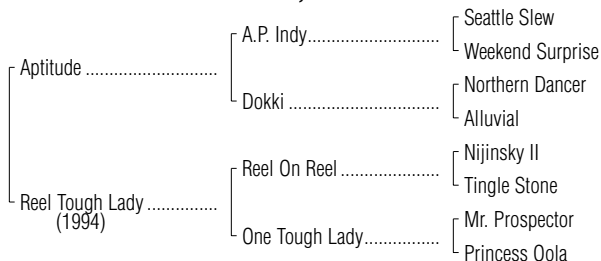 Seattle Slew
A.P. Indy
Weekend Surprise
Aptitude
Northern Dancer
Dokki
Alluvial
Nijinsky II
Reel On Reel
Tingle Stone
Reel Tough Lady
(1994)
Mr. Prospector
One Tough Lady
Princess Oola